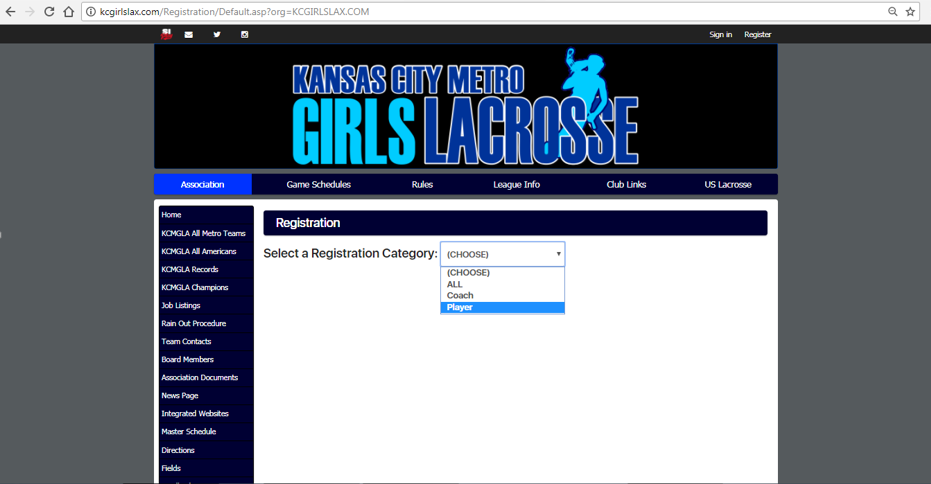 kcgirlslax.com/Registration/Default.asp?org=KCGIRLSLAX.COM
Sign in Register
KANSAS CITY METRO
GIRLS LACROSSE
Association Game Schedules Rules League Info Club Links US Lacrosse
Home
KCMGLA All Metro Teams
KCMGLA All Americans
KCMGLA Records
KCMGLA Champions
Job Listings
Rain Out Procedure
Team Contacts
Board Members
Association Documents
News Page
Integrated Websites
Master Schedule
Directions
Fields
Registration
Select a Registration Category: (CHOOSE)
(CHOOSE)
ALL
Coach
Player